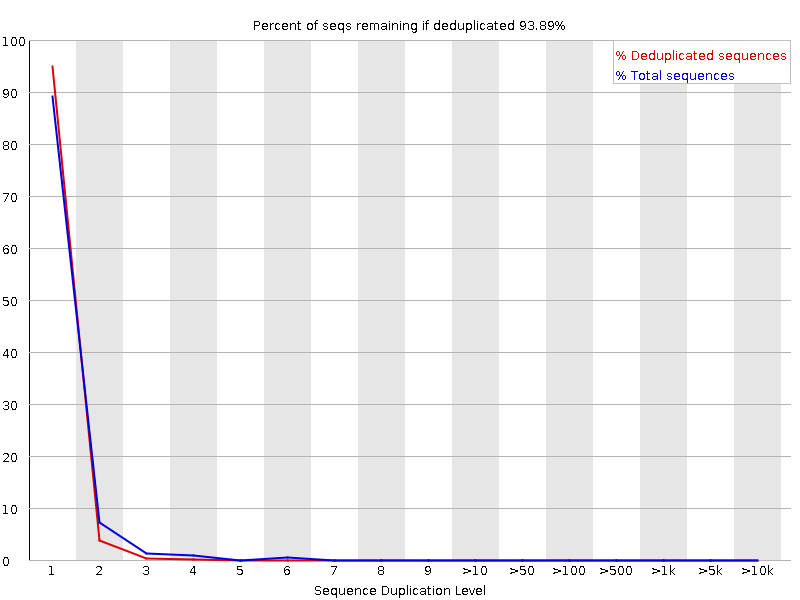 Percent of seqs remaining if deduplicated 93.89%
% Deduplicated sequences
% Total sequences
100
90
80
70
60
50
40
30
20
10
0
1 2 3 4 5 6 7 8 9 >10 >50 >100 >500 >1k >5k >10k
Sequence Duplication Level